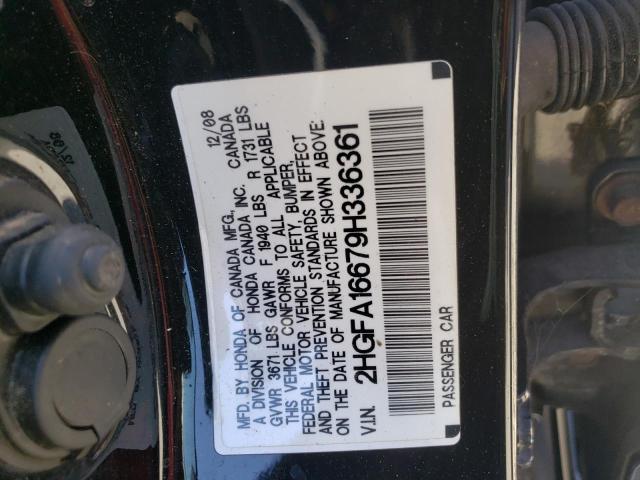 MFD. BY HONDA OF CANADA MFG., 12/08
A DIVISION OF HONDA CANADA INC. CANADA
GVWR 3671 LBS GAWR F 1940 LBS R 1731 LBS
THIS VEHICLE CONFORMS TO ALL APPLICABLE
FEDERAL MOTOR VEHICLE SAFETY, BUMPER,
AND THEFT PREVENTION STANDARDS IN EFFECT
ON THE DATE OF MANUFACTURE SHOWN ABOVE.
V.I.N. 2HGFA16679H336361
PASSENGER CAR